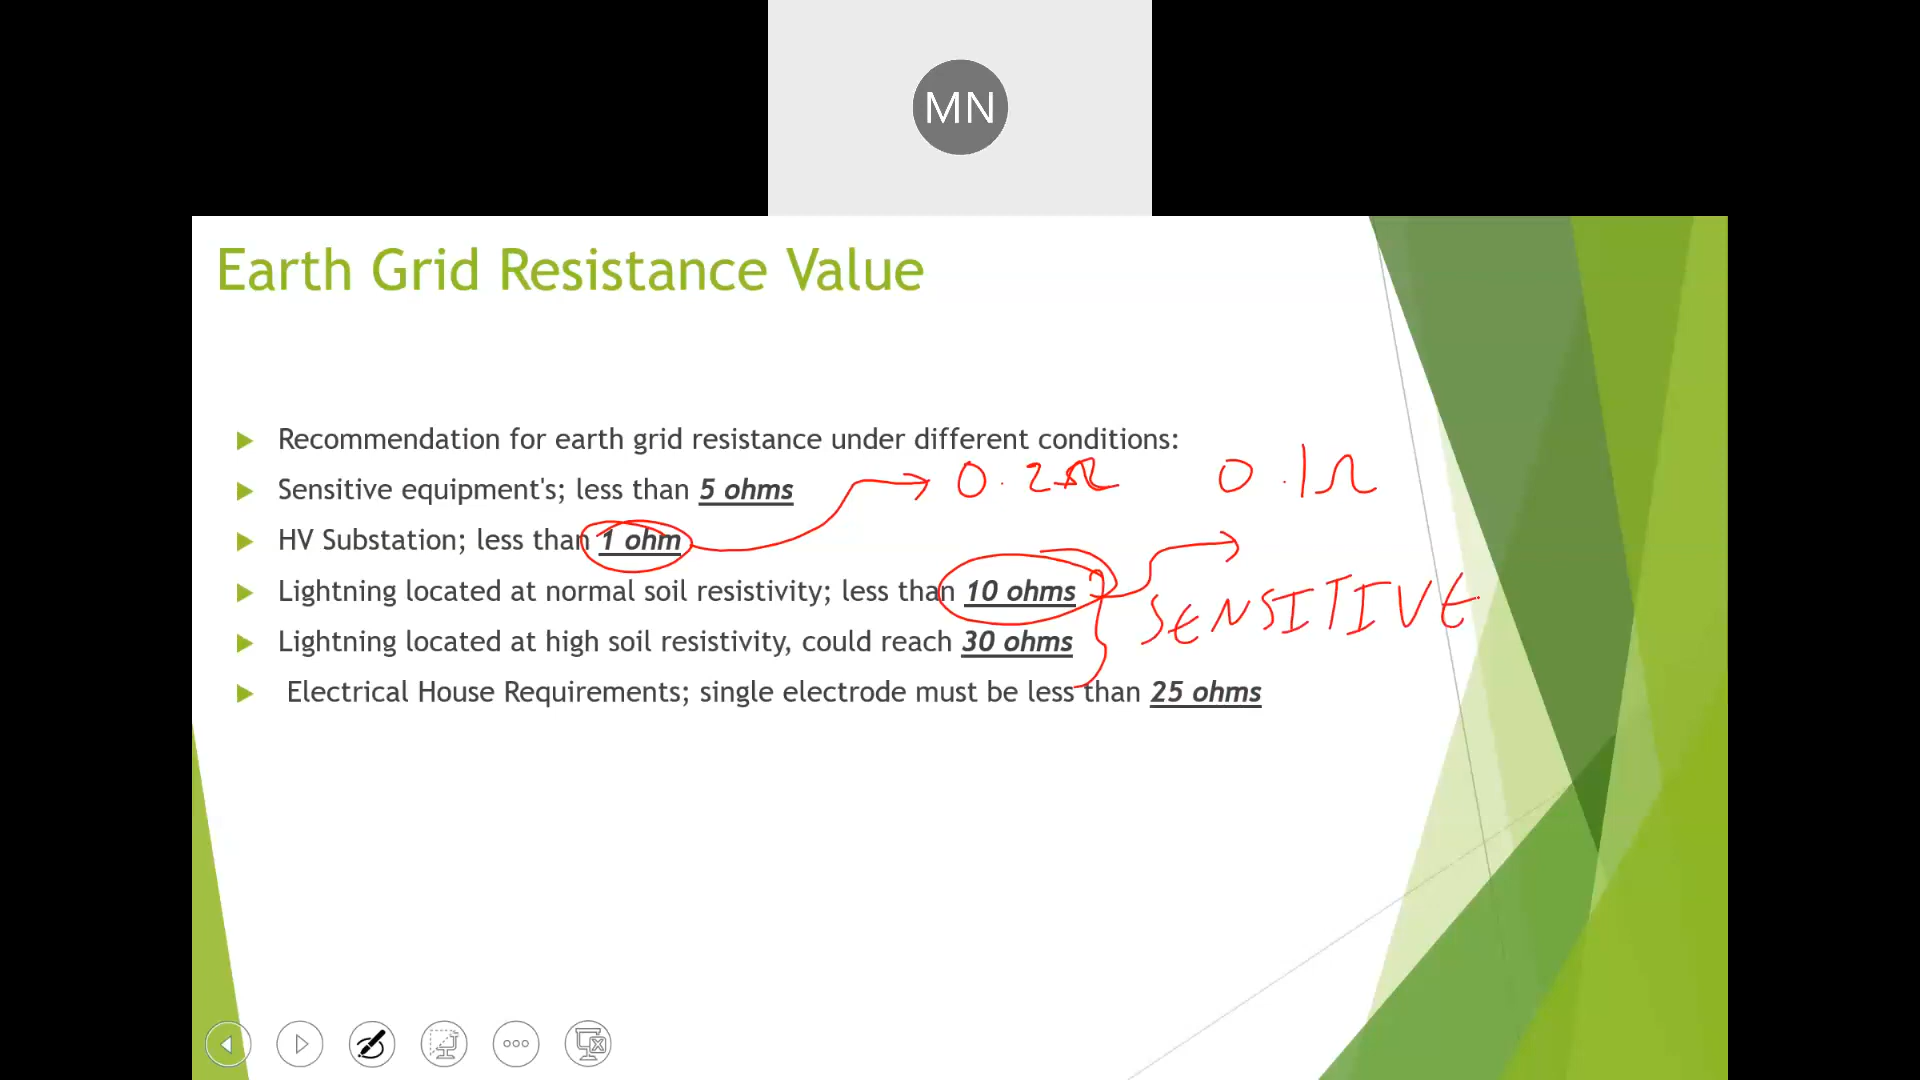 MN
Earth Grid Resistance Value
Recommendation for earth grid resistance under different conditions:
Sensitive equipment's; less than 5 ohms
0.2Ω
0.1Ω
HV Substation; less than 1 ohm
Lightning located at normal soil resistivity; less than 10 ohms
SENSITIVE
Lightning located at high soil resistivity, could reach 30 ohms
Electrical House Requirements; single electrode must be less than 25 ohms